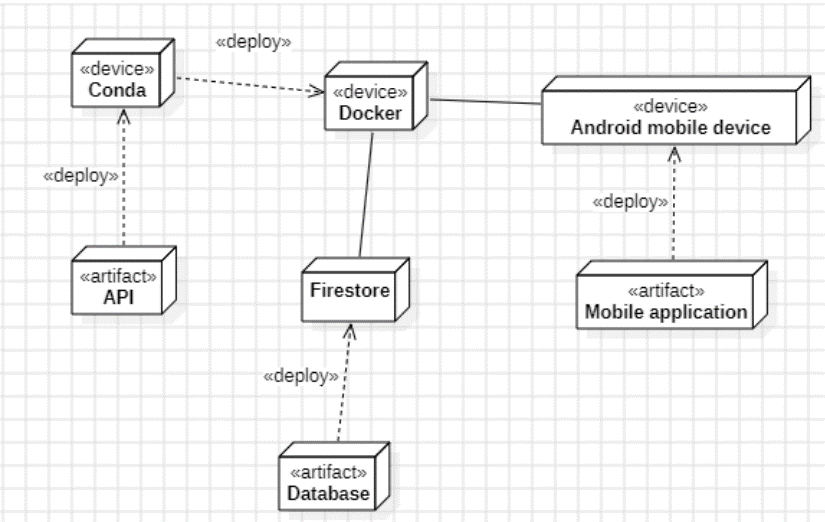 «deploy»
«device»
Conda
«device»
Docker
«device»
Android mobile device
«deploy»
«deploy»
«artifact»
API
Firestore
«artifact»
Mobile application
«deploy»
«artifact»
Database